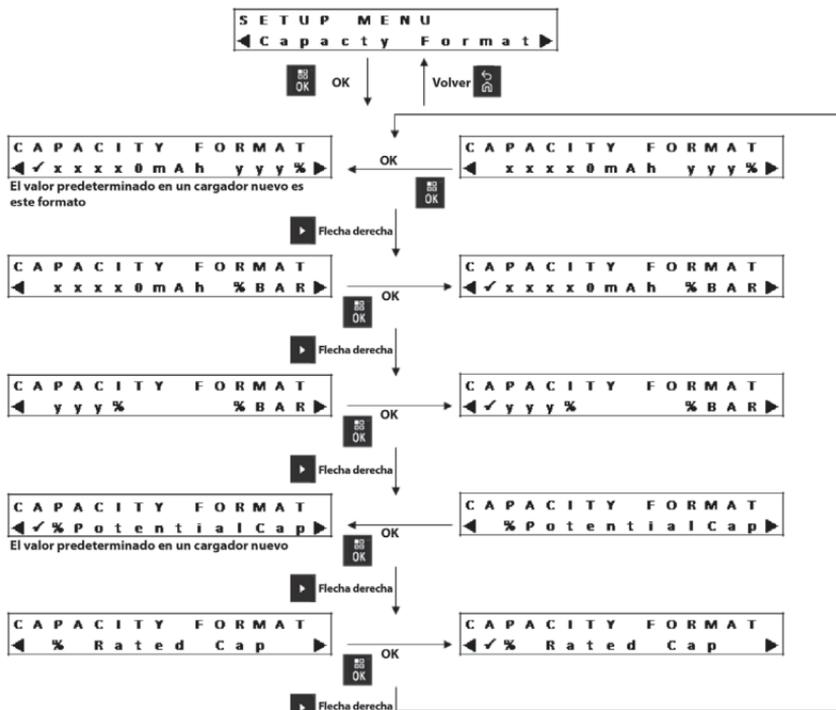 SETUP MENU
◀Capacty Format▶
OK
OK
Volver
CAPACITY FORMAT
◀✓xxxx0mAh yyy%▶
El valor predeterminado en un cargador nuevo es
este formato
OK
OK
CAPACITY FORMAT
◀ xxxx0mAh yyy%▶
Flecha derecha
CAPACITY FORMAT
◀ xxxx0mAh %BAR▶
OK
OK
CAPACITY FORMAT
◀✓xxxx0mAh %BAR▶
Flecha derecha
CAPACITY FORMAT
◀ yyy% %BAR▶
OK
OK
CAPACITY FORMAT
◀✓yyy% %BAR▶
Flecha derecha
CAPACITY FORMAT
◀✓%PotentialCap▶
El valor predeterminado en un cargador nuevo
OK
OK
CAPACITY FORMAT
◀ %PotentialCap▶
Flecha derecha
CAPACITY FORMAT
◀ % Rated Cap ▶
OK
OK
CAPACITY FORMAT
◀✓% Rated Cap ▶
Flecha derecha